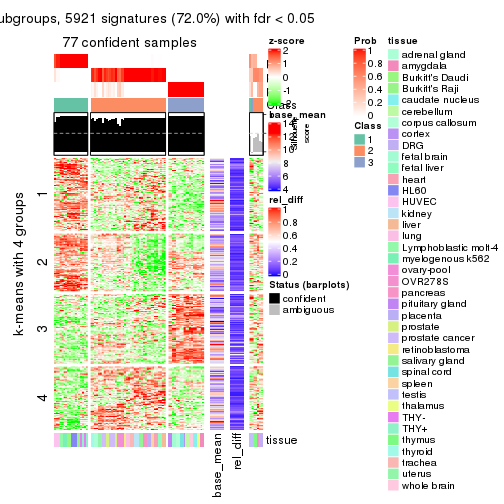 ubgroups, 5921 signatures (72.0%) with fdr < 0.05
77 confident samples
k-means with 4 groups
1
2
3
4
Class
silhouette
score
tissue
base_mean
rel_diff
z-score
2
1
0
-1
-2
base_mean
14
12
10
8
6
4
rel_diff
1
0.8
0.6
0.4
0.2
0
Status (barplots)
confident
ambiguous
Prob
1
0.8
0.6
0.4
0.2
0
Class
1
2
3
tissue
adrenal gland
amygdala
Burkitt's Daudi
Burkitt's Raji
caudate nucleus
cerebellum
corpus callosum
cortex
DRG
fetal brain
fetal liver
heart
HL60
HUVEC
kidney
liver
lung
Lymphoblastic molt-4
myelogenous k562
ovary-pool
OVR278S
pancreas
pituitary gland
placenta
prostate
prostate cancer
retinoblastoma
salivary gland
spinal cord
spleen
testis
thalamus
THY-
THY+
thymus
thyroid
trachea
uterus
whole brain